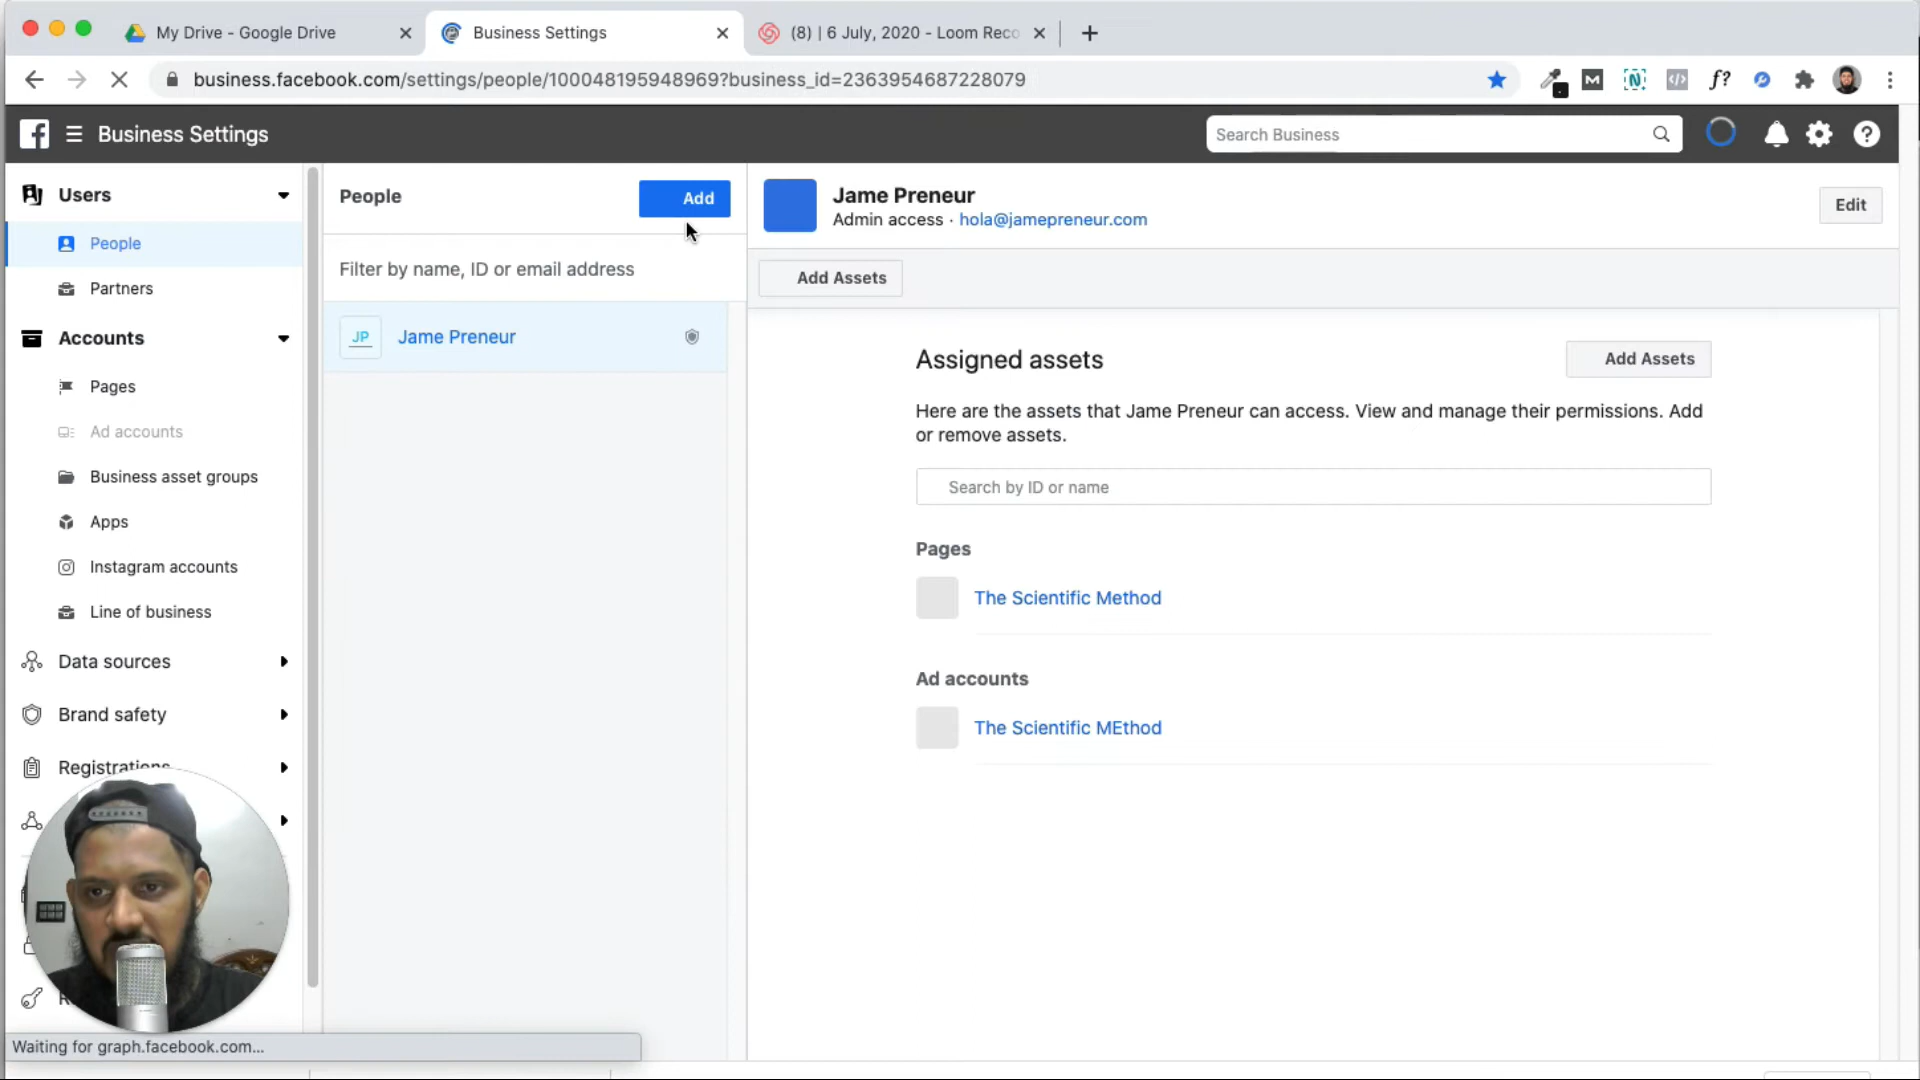 My Drive - Google Drive
Business Settings
(8) | 6 July, 2020 - Loom Reco
business.facebook.com/settings/people/100048195948969?business_id=2363954687228079
M
N
</>
f?
Business Settings
Search Business
Users
People
Partners
Accounts
Pages
Ad accounts
Business asset groups
Apps
Instagram accounts
Line of business
Data sources
Brand safety
Registrations
People
Add
Filter by name, ID or email address
JP
Jame Preneur
Jame Preneur
Admin access · hola@jamepreneur.com
Edit
Add Assets
Assigned assets
Add Assets
Here are the assets that Jame Preneur can access. View and manage their permissions. Add
or remove assets.
Search by ID or name
Pages
The Scientific Method
Ad accounts
The Scientific MEthod
Waiting for graph.facebook.com...